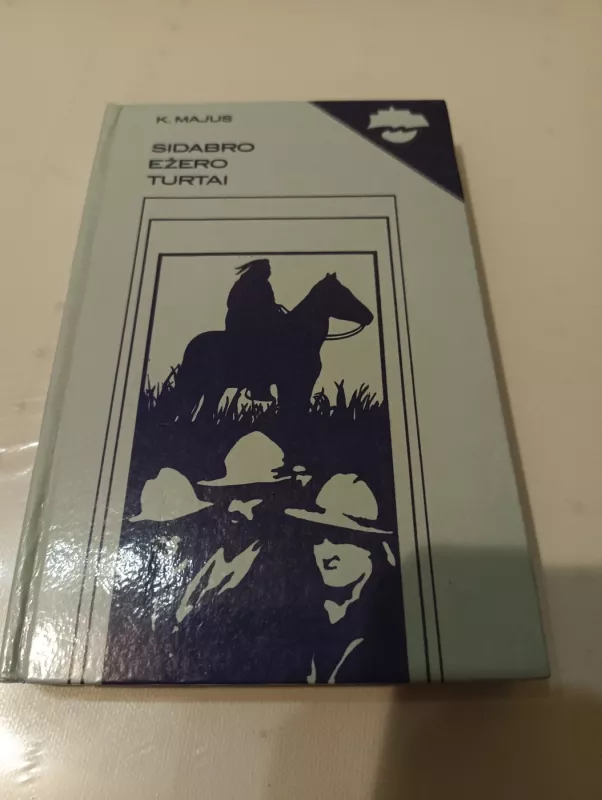 K. MAJUS
SIDABRO
EŽERO
TURTAI